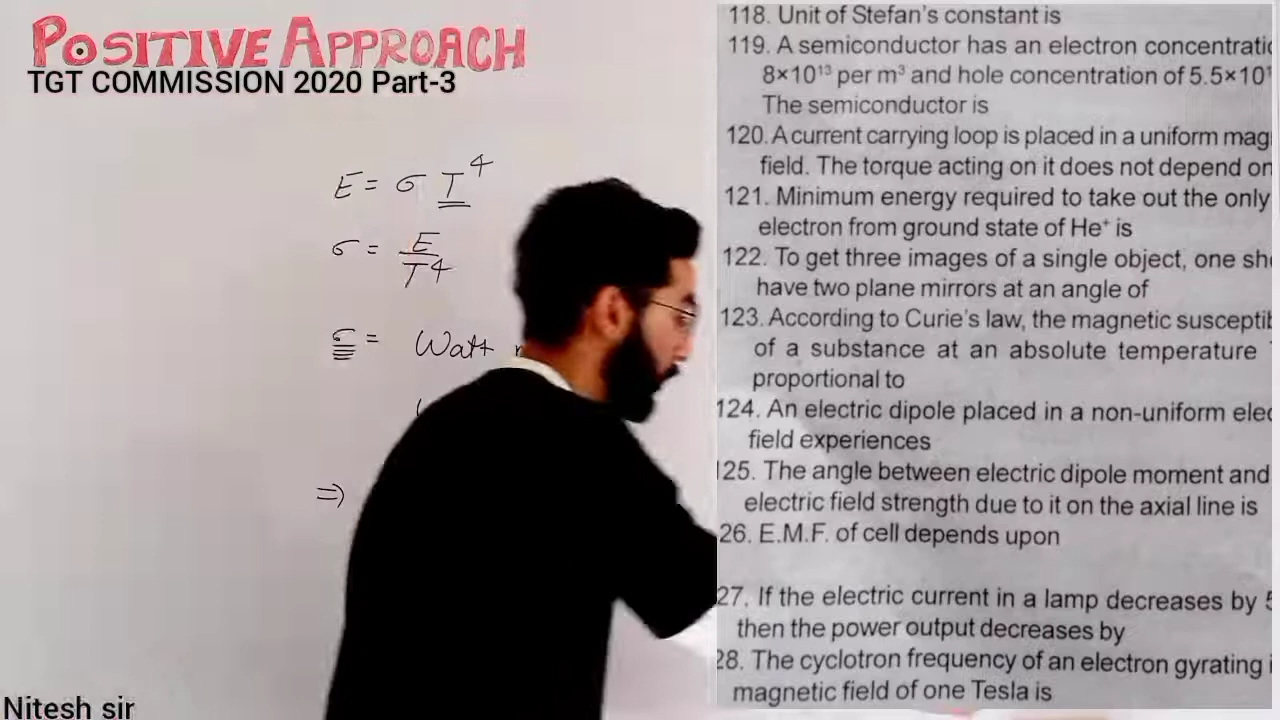 POSITIVE APPROACH
TGT COMMISSION 2020 Part-3
E = σ T⁴
σ = E/T⁴
σ = Watt
⇒
Nitesh sir
118. Unit of Stefan's constant is
119. A semiconductor has an electron
8×10¹³ per m³ and hole concentration of
The semiconductor is
120. A current carrying loop is placed in a uniform
field. The torque acting on it does not depend on
121. Minimum energy required to take out the only
electron from ground state of He⁺ is
122. To get three images of a single object, one
have two plane mirrors at an angle of
123. According to Curie's law, the magnetic
of a substance at an absolute temperature
proportional to
124. An electric dipole placed in a non-uniform
field experiences
125. The angle between electric dipole moment and
electric field strength due to it on the axial line is
26. E.M.F. of cell depends upon
27. If the electric current in a lamp decreases by 5
then the power output decreases by
28. The cyclotron frequency of an electron gyrating
magnetic field of one Tesla is